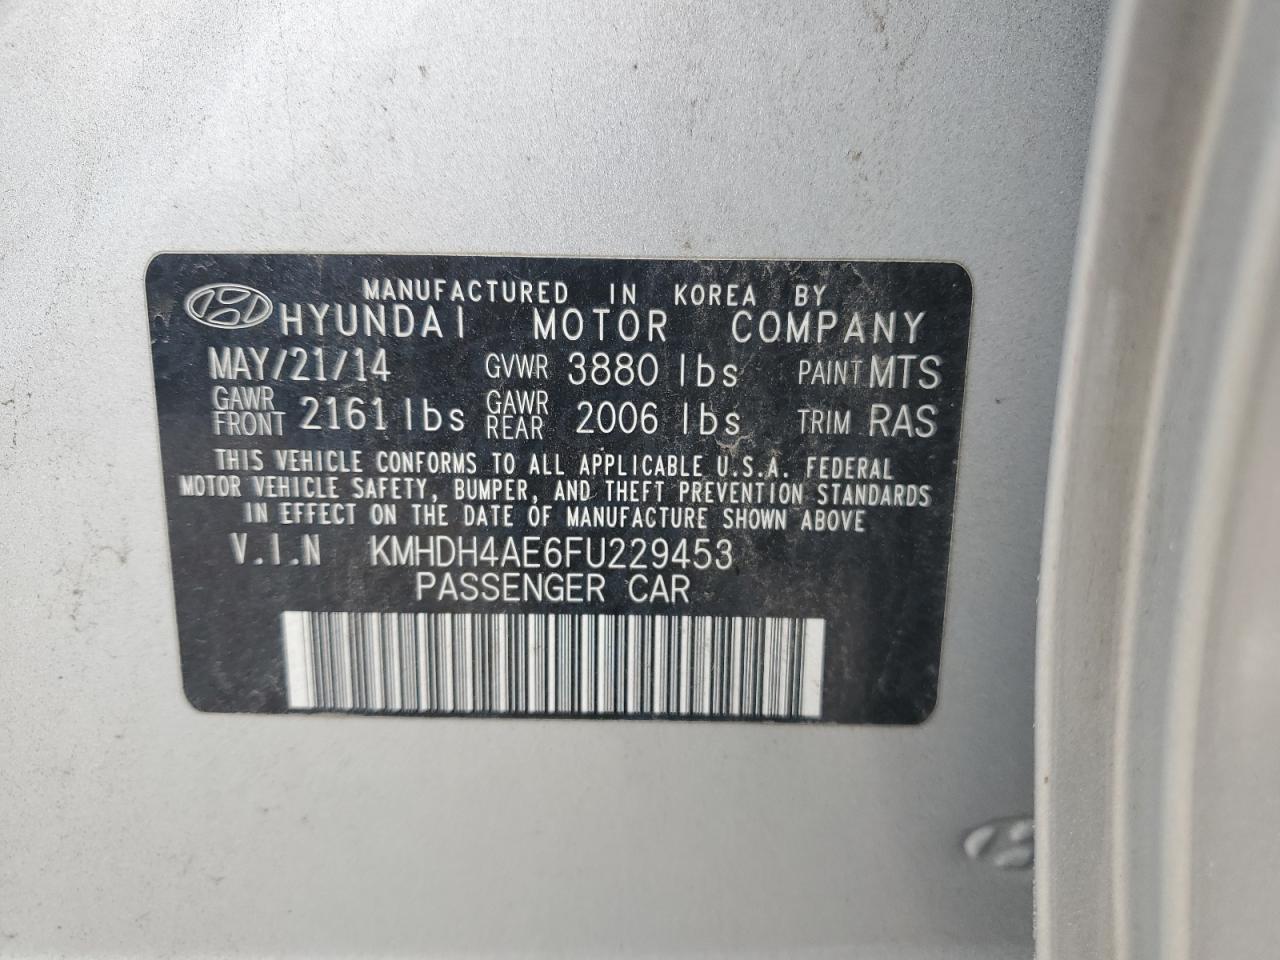 MANUFACTURED IN KOREA BY
HYUNDAI MOTOR COMPANY
MAY/21/14 GVWR 3880 lbs PAINT MTS
GAWR FRONT 2161 lbs GAWR REAR 2006 lbs TRIM RAS
THIS VEHICLE CONFORMS TO ALL APPLICABLE U.S.A. FEDERAL
MOTOR VEHICLE SAFETY, BUMPER, AND THEFT PREVENTION STANDARDS
IN EFFECT ON THE DATE OF MANUFACTURE SHOWN ABOVE
V.I.N KMHDH4AE6FU229453
PASSENGER CAR